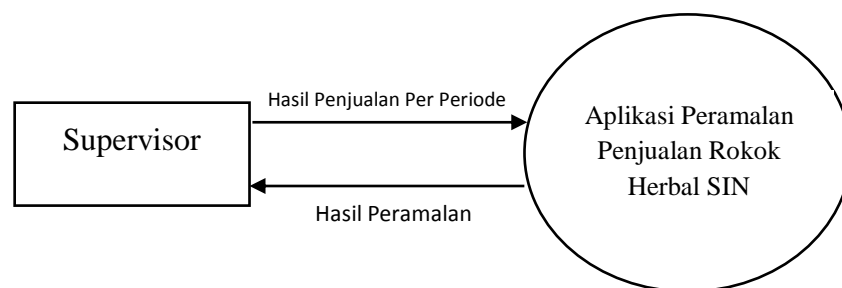 Supervisor
Hasil Penjualan Per Periode
Hasil Peramalan
Aplikasi Peramalan
Penjualan Rokok
Herbal SIN